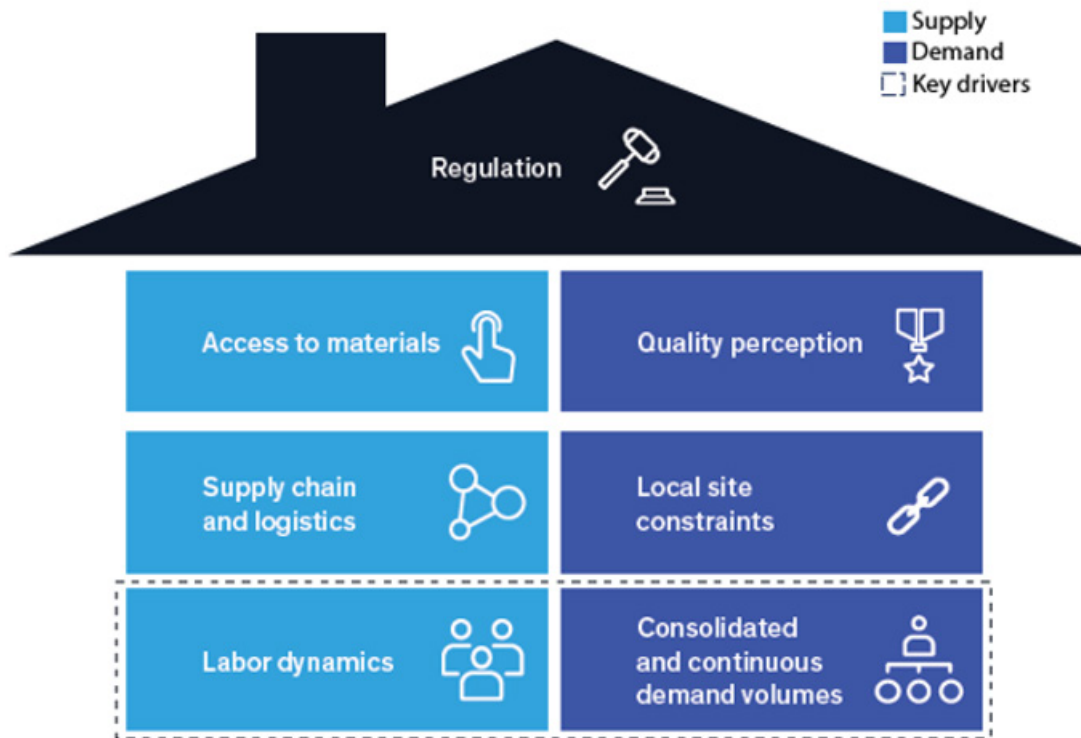 Supply
Demand
Key drivers
Regulation
Access to materials
Quality perception
Supply chain
and logistics
Local site
constraints
Labor dynamics
Consolidated
and continuous
demand volumes